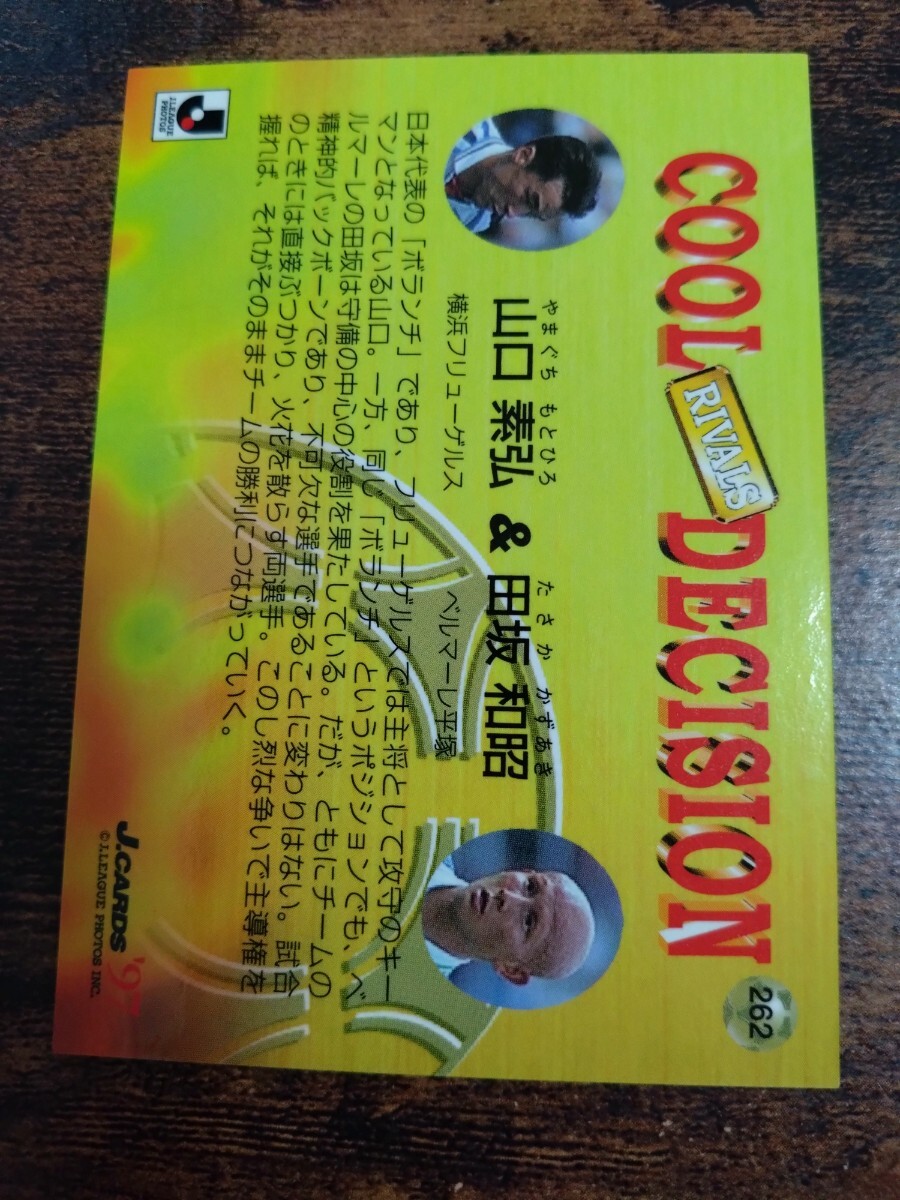 COOL RIVALS DECISION
262
やまぐち もとひろ たさか かずあき
山口 素弘 & 田坂 和昭
横浜フリューゲルス ベルマーレ平塚
日本代表の「ボランチ」であり、フリューゲルスでは主将として攻守のキー
マンとなっている山口。一方、同じ「ボランチ」というポジションでも、ベ
ルマーレの田坂は守備の中心の役割を果たしている。だが、ともにチームの
精神的バックボーンであり、不可欠な選手であることに変わりはない。試合
のときには直接ぶつかり、火花を散らす両選手。このし烈な争いで主導権を
握れば、それがそのままチームの勝利につながっていく。
J.LEAGUE
PHOTOS
J.CARDS '97
© J.LEAGUE PHOTOS INC.